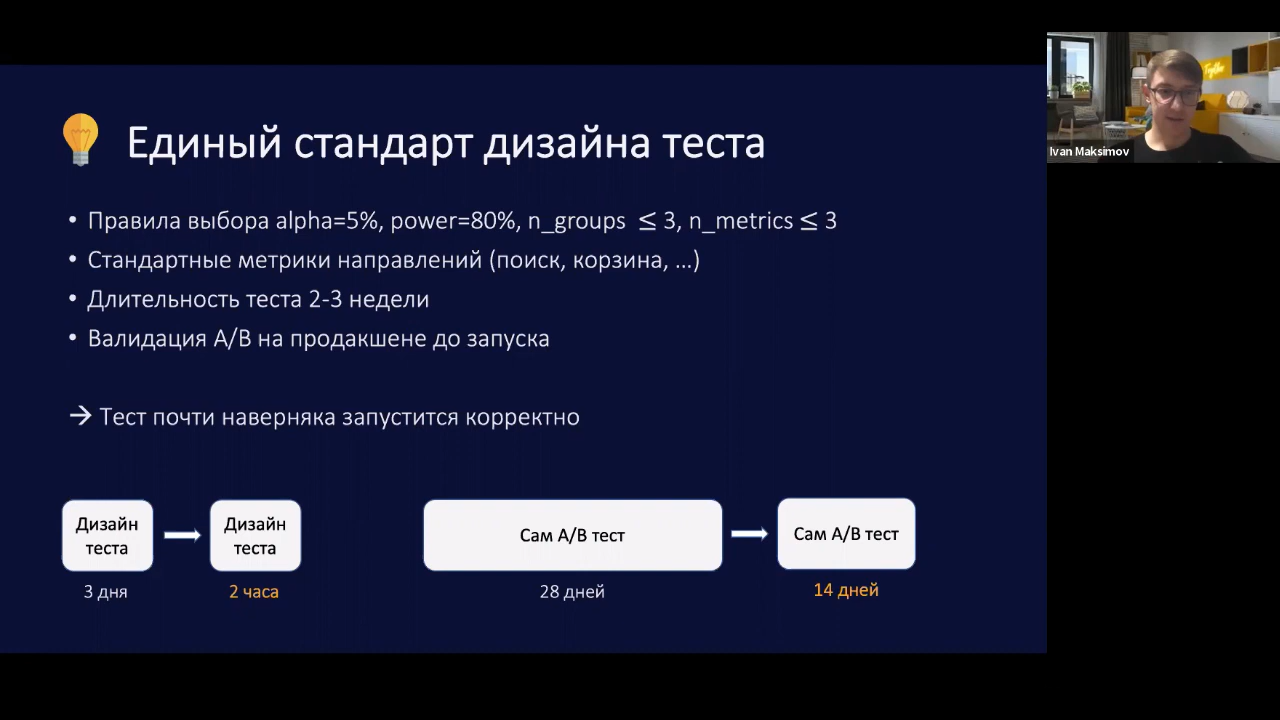 Единый стандарт дизайна теста
• Правила выбора alpha=5%, power=80%, n_groups ≤ 3, n_metrics ≤ 3
• Стандартные метрики направлений (поиск, корзина, ...)
• Длительность теста 2-3 недели
• Валидация A/B на продакшене до запуска
→ Тест почти наверняка запустится корректно
Дизайн
теста
3 дня
Дизайн
теста
2 часа
Сам A/B тест
28 дней
Сам A/B тест
14 дней
Ivan Maksimov